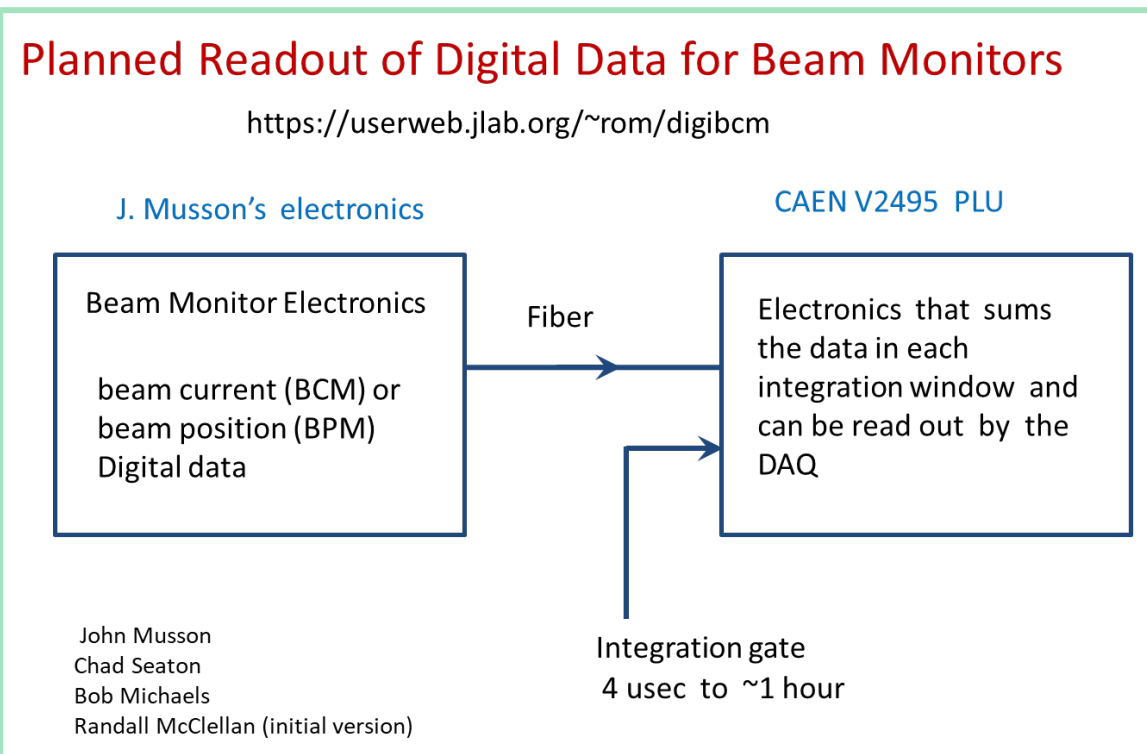 Planned Readout of Digital Data for Beam Monitors
https://userweb.jlab.org/~rom/digibcm
J. Musson's electronics
CAEN V2495 PLU
Beam Monitor Electronics
beam current (BCM) or
beam position (BPM)
Digital data
Fiber
Electronics that sums
the data in each
integration window and
can be read out by the
DAQ
Integration gate
4 usec to ~1 hour
John Musson
Chad Seaton
Bob Michaels
Randall McClellan (initial version)